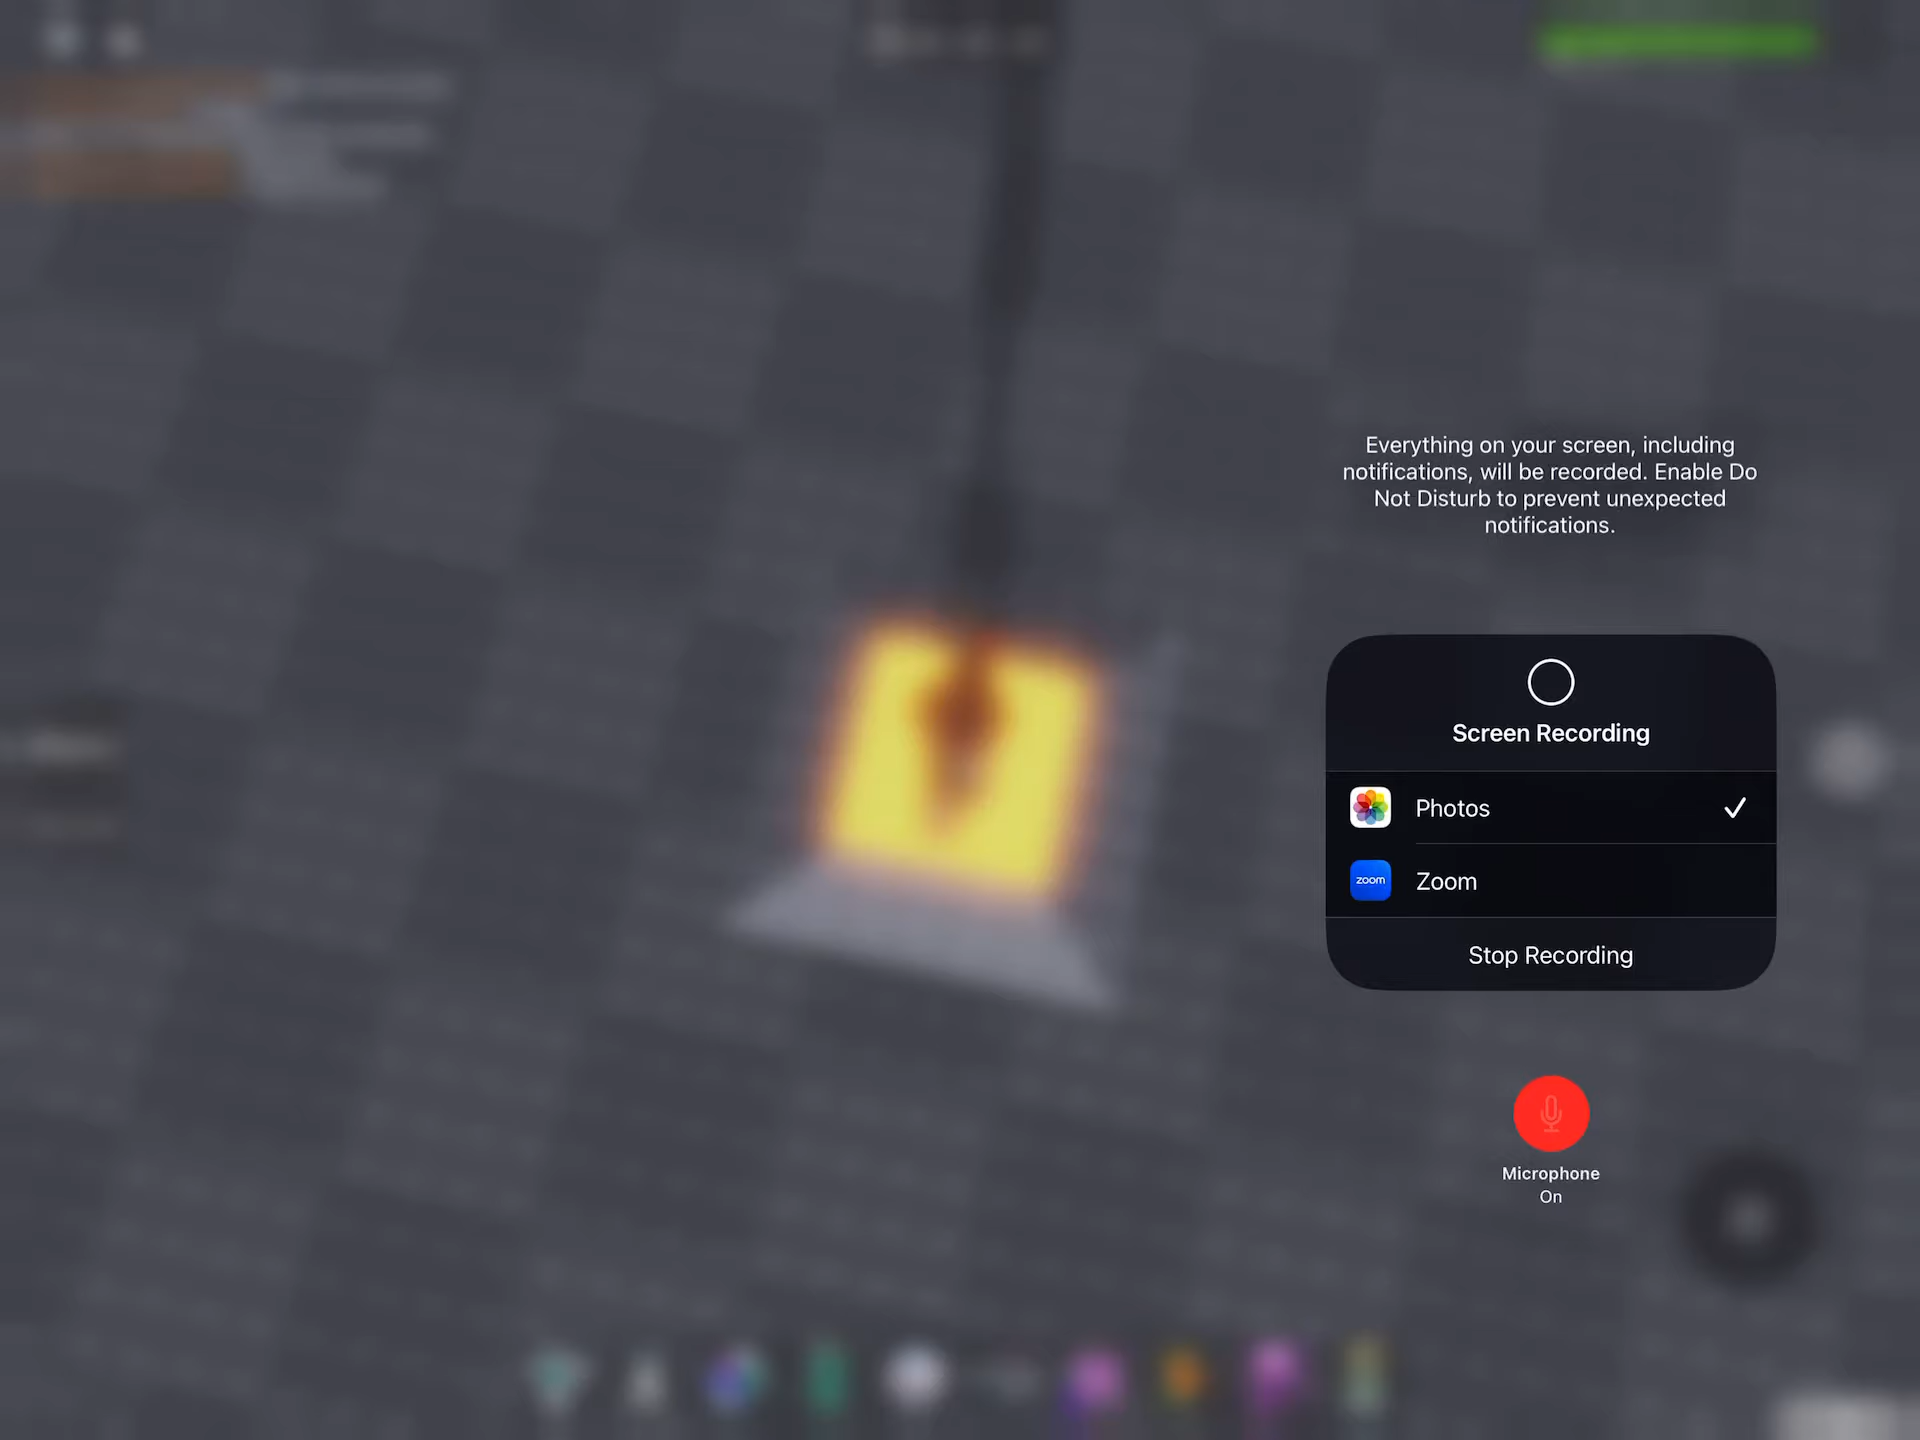 Everything on your screen, including
notifications, will be recorded. Enable Do
Not Disturb to prevent unexpected
notifications.
Screen Recording
Photos
zoom
Zoom
Stop Recording
Microphone
On